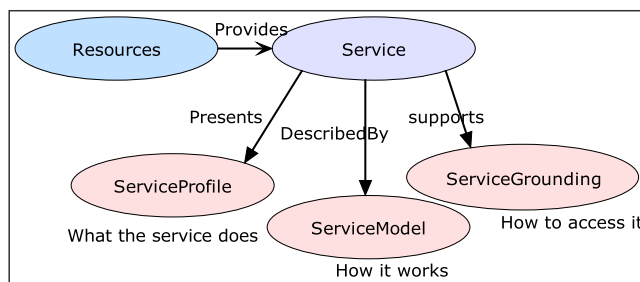 Provides
Resources
Service
Presents
DescribedBy
supports
ServiceProfile
ServiceGrounding
ServiceModel
What the service does
How to access it
How it works